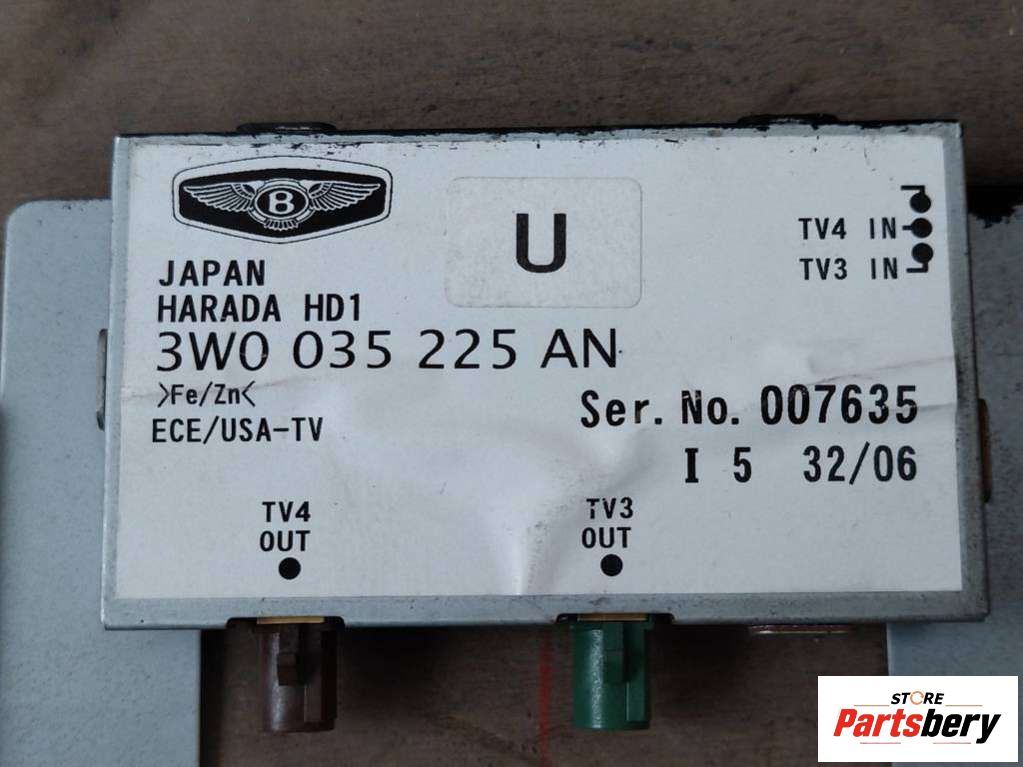 B
U
TV4 IN
TV3 IN
JAPAN
HARADA HD1
3W0 035 225 AN
>Fe/Zn<
ECE/USA-TV
Ser. No. 007635
I 5 32/06
TV4
OUT
TV3
OUT
STORE
Partsbery